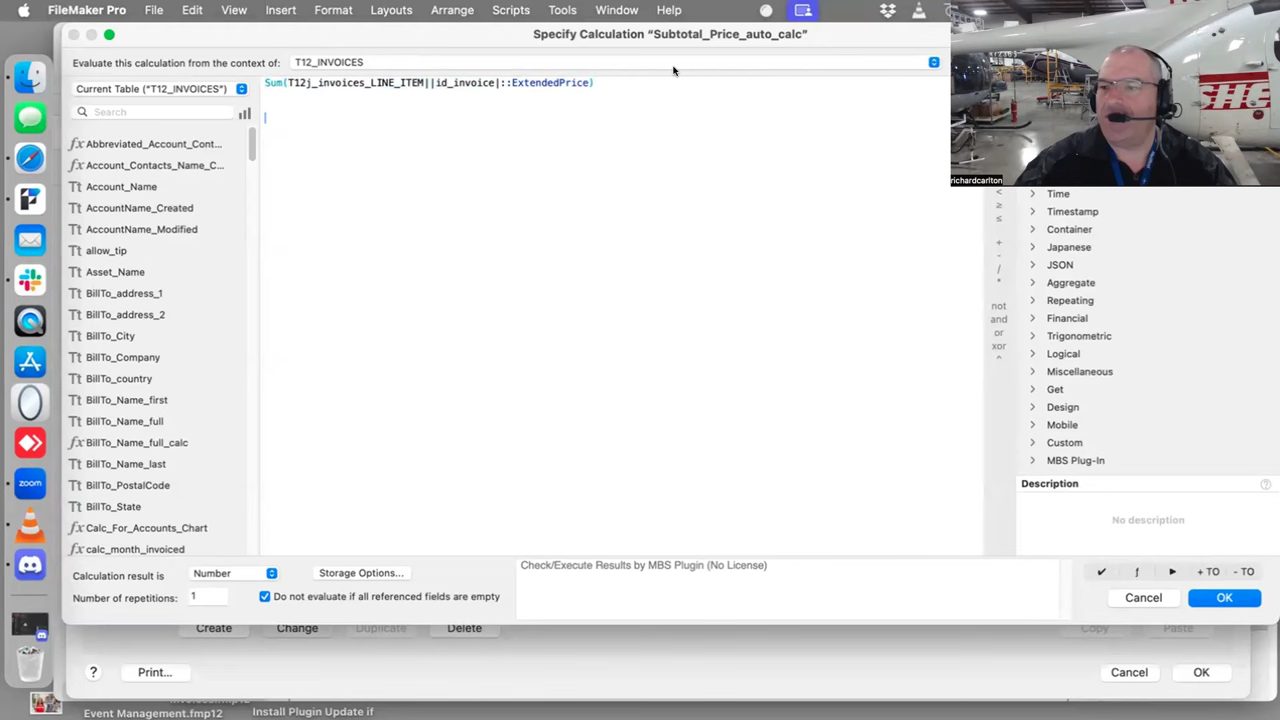 FileMaker Pro File Edit View Insert Format Layouts Arrange Scripts Tools Window Help
Specify Calculation “Subtotal_Price_auto_calc”
Evaluate this calculation from the context of: T12_INVOICES
Current Table (“T12_INVOICES”)
Sum(T12j_invoices_LINE_ITEM||id_invoice|::ExtendedPrice)
Search
Abbreviated_Account_Cont...
Account_Contacts_Name_C...
Account_Name
AccountName_Created
AccountName_Modified
allow_tip
Asset_Name
BillTo_address_1
BillTo_address_2
BillTo_City
BillTo_Company
BillTo_country
BillTo_Name_first
BillTo_Name_full
BillTo_Name_full_calc
BillTo_Name_last
BillTo_PostalCode
BillTo_State
Calc_For_Accounts_Chart
calc_month_invoiced
richardcarlton
<
≥
≤
+
-
/
*
not
and
or
xor
^
Time
Timestamp
Container
Japanese
JSON
Aggregate
Repeating
Financial
Trigonometric
Logical
Miscellaneous
Get
Design
Mobile
Custom
MBS Plug-In
Description
No description
Calculation result is Number Storage Options...
Number of repetitions: 1 Do not evaluate if all referenced fields are empty
Check/Execute Results by MBS Plugin (No License)
+ TO - TO
Cancel OK
Create Change Duplicate Delete Copy Paste
? Print... Cancel OK
Event Management.fmp12 Install Plugin Update if
zoom